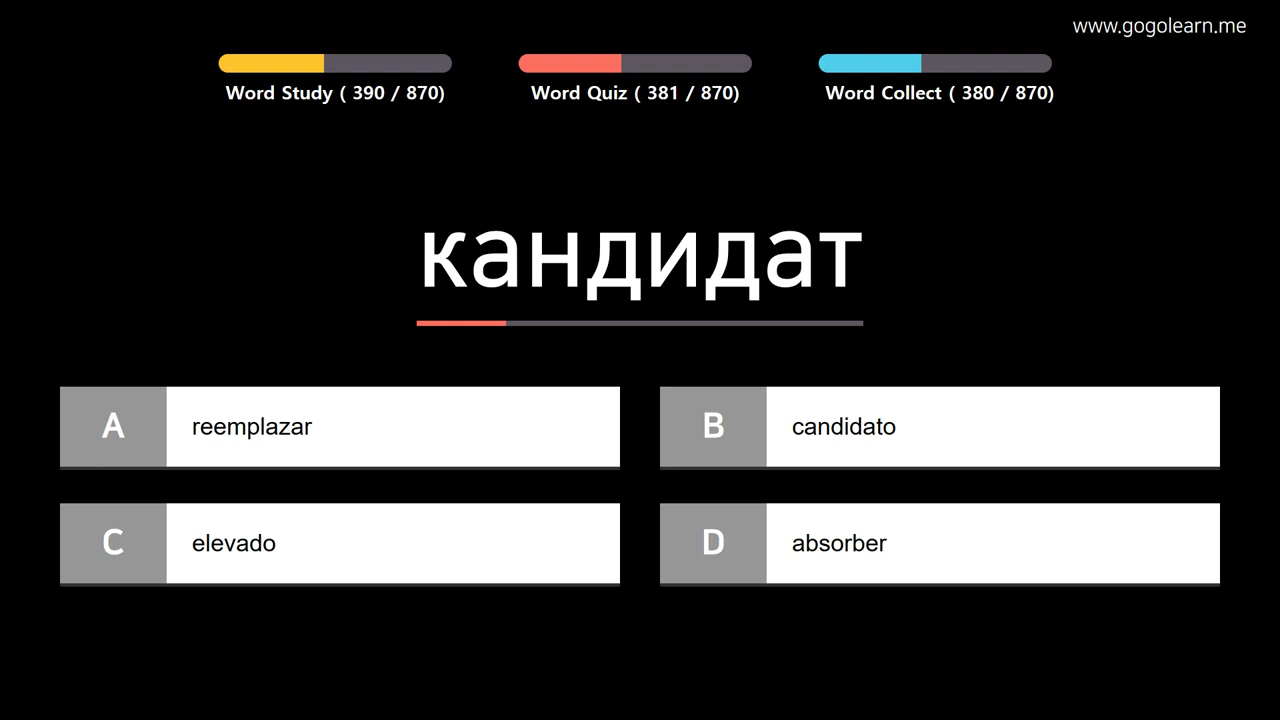 www.gogolearn.me
Word Study ( 390 / 870)
Word Quiz ( 381 / 870)
Word Collect ( 380 / 870)
кандидат
A reemplazar
B candidato
C elevado
D absorber